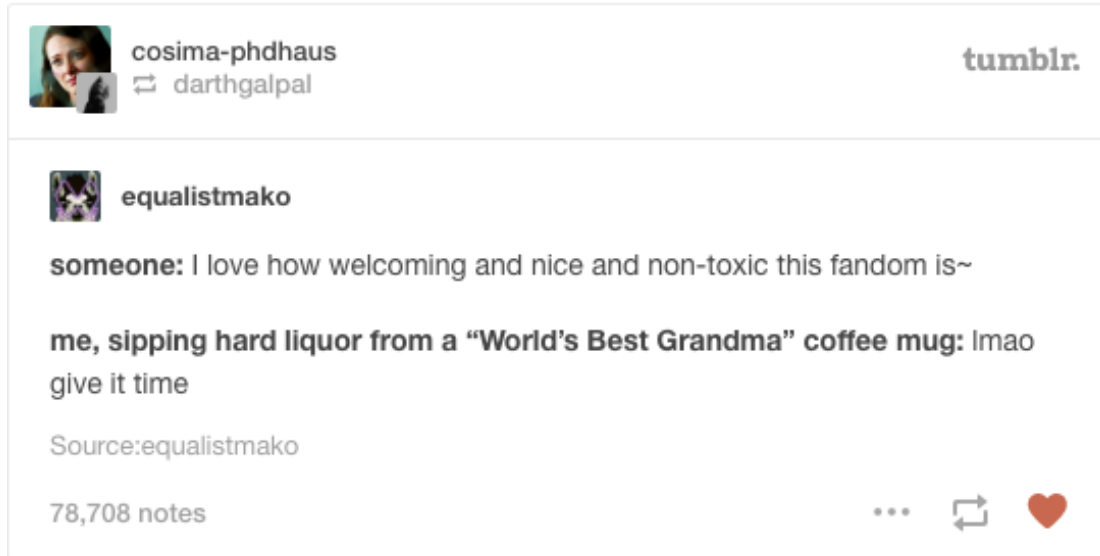 cosima-phdhaus
tumblr.
darthgalpal
equalistmako
someone: I love how welcoming and nice and non-toxic this fandom is~
me, sipping hard liquor from a “World’s Best Grandma” coffee mug: lmao
give it time
Source:equalistmako
78,708 notes